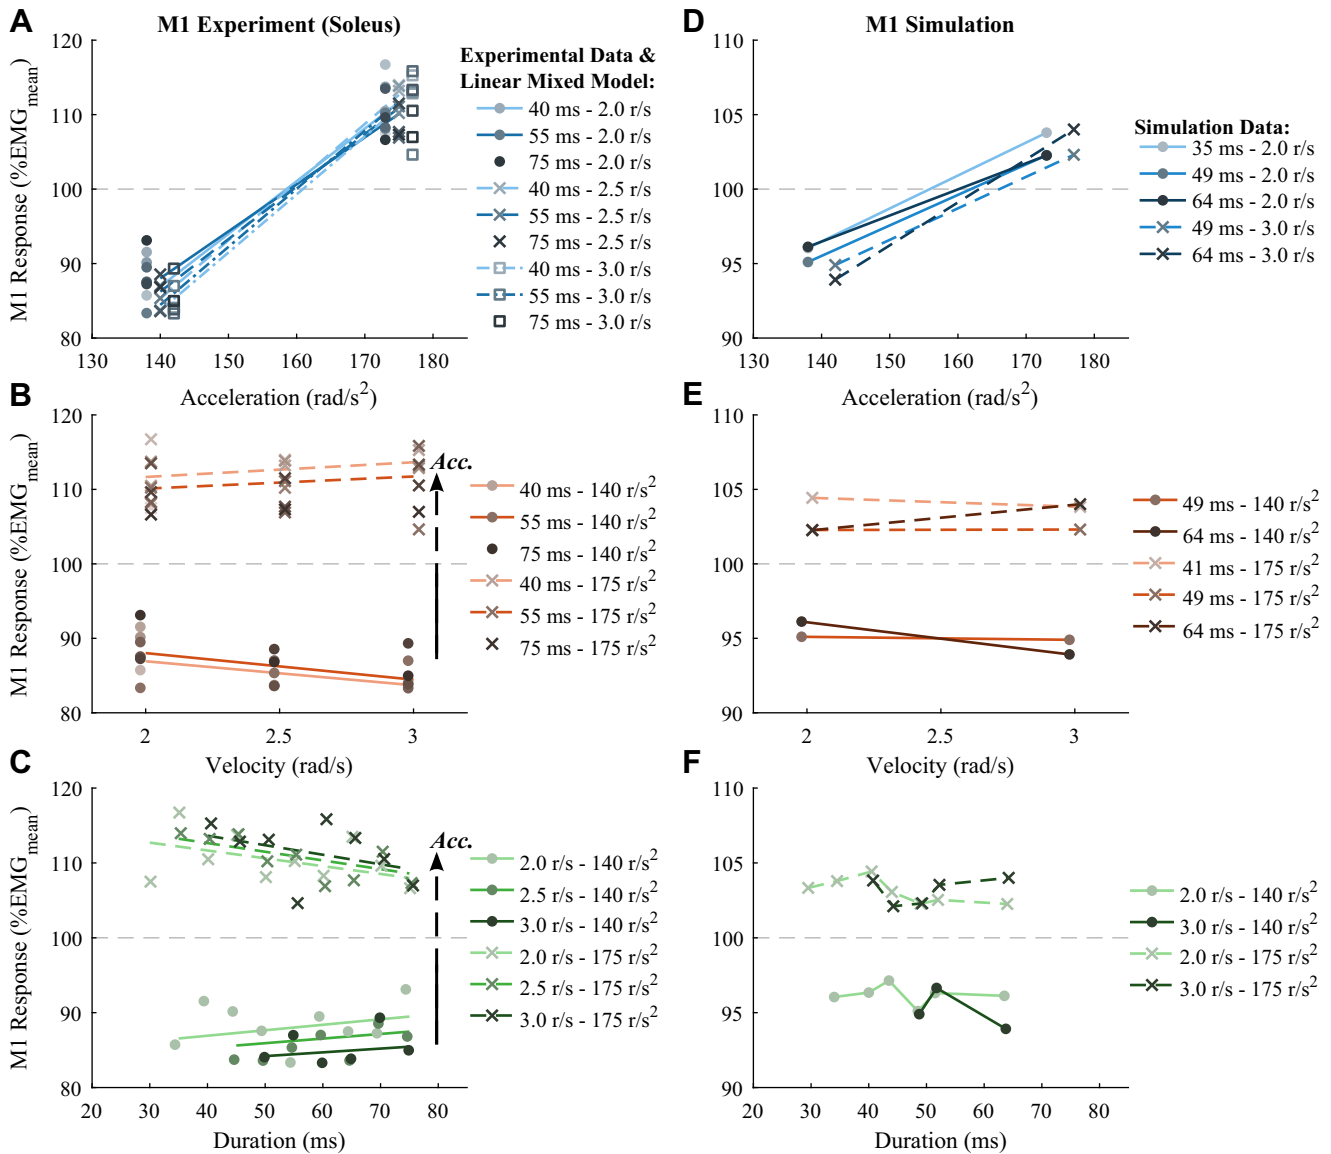 A
M1 Experiment (Soleus)
120
110
100
90
80
130 140 150 160 170 180
M1 Response (%EMGmean)
Acceleration (rad/s2)
Experimental Data &
Linear Mixed Model:
40 ms - 2.0 r/s
55 ms - 2.0 r/s
75 ms - 2.0 r/s
40 ms - 2.5 r/s
55 ms - 2.5 r/s
75 ms - 2.5 r/s
40 ms - 3.0 r/s
55 ms - 3.0 r/s
75 ms - 3.0 r/s
D
M1 Simulation
110
105
100
95
90
130 140 150 160 170 180
Acceleration (rad/s2)
Simulation Data:
35 ms - 2.0 r/s
49 ms - 2.0 r/s
64 ms - 2.0 r/s
49 ms - 3.0 r/s
64 ms - 3.0 r/s
B
120
110
100
90
80
2 2.5 3
M1 Response (%EMGmean)
Velocity (rad/s)
Acc.
40 ms - 140 r/s2
55 ms - 140 r/s2
75 ms - 140 r/s2
40 ms - 175 r/s2
55 ms - 175 r/s2
75 ms - 175 r/s2
E
110
105
100
95
90
2 2.5 3
Velocity (rad/s)
49 ms - 140 r/s2
64 ms - 140 r/s2
41 ms - 175 r/s2
49 ms - 175 r/s2
64 ms - 175 r/s2
C
120
110
100
90
80
20 30 40 50 60 70 80
M1 Response (%EMGmean)
Duration (ms)
Acc.
2.0 r/s - 140 r/s2
2.5 r/s - 140 r/s2
3.0 r/s - 140 r/s2
2.0 r/s - 175 r/s2
2.5 r/s - 175 r/s2
3.0 r/s - 175 r/s2
F
110
105
100
95
90
20 30 40 50 60 70 80
Duration (ms)
2.0 r/s - 140 r/s2
3.0 r/s - 140 r/s2
2.0 r/s - 175 r/s2
3.0 r/s - 175 r/s2